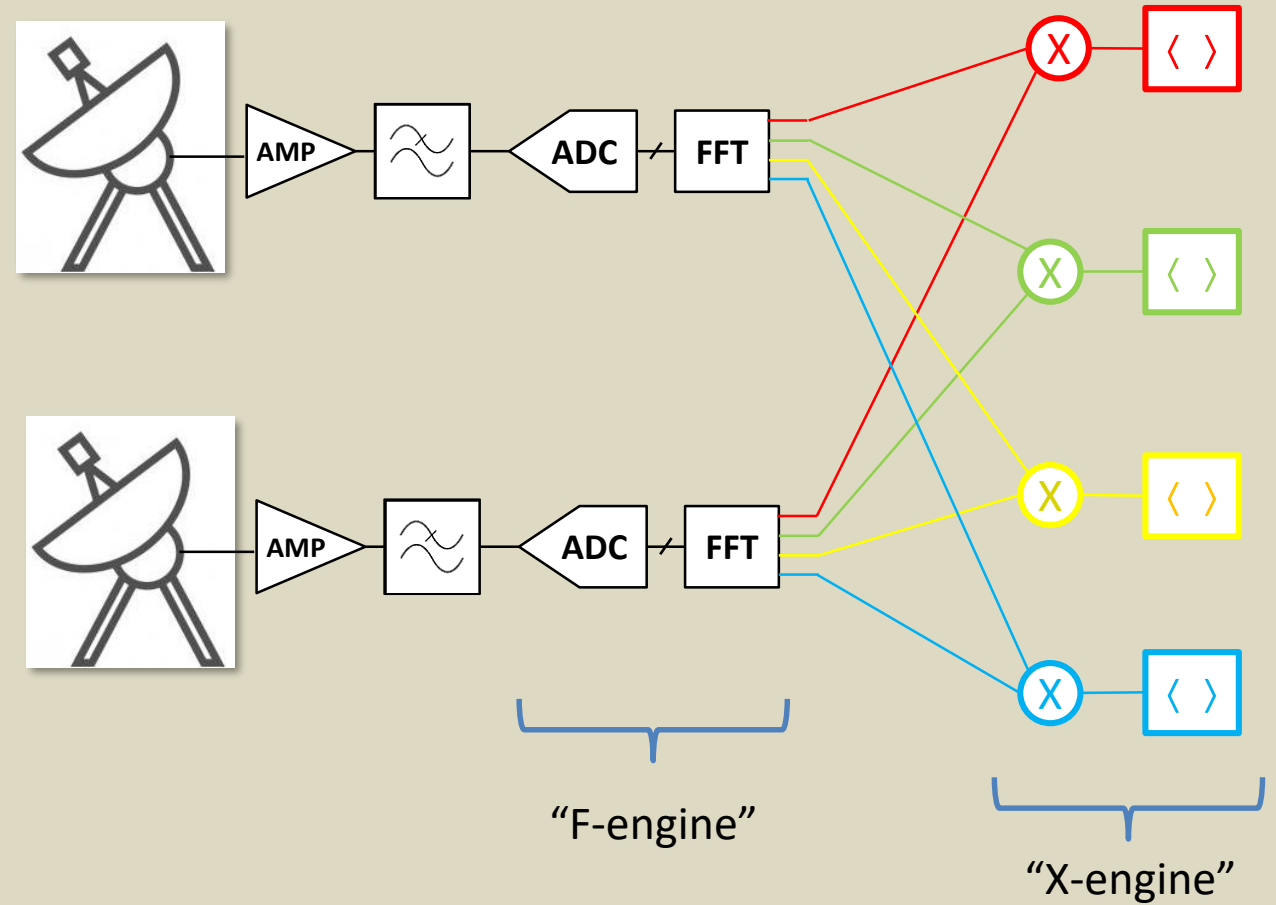 AMP ADC FFT X ⟨ ⟩
X ⟨ ⟩
X ⟨ ⟩
AMP ADC FFT
X ⟨ ⟩
“F-engine”
“X-engine”